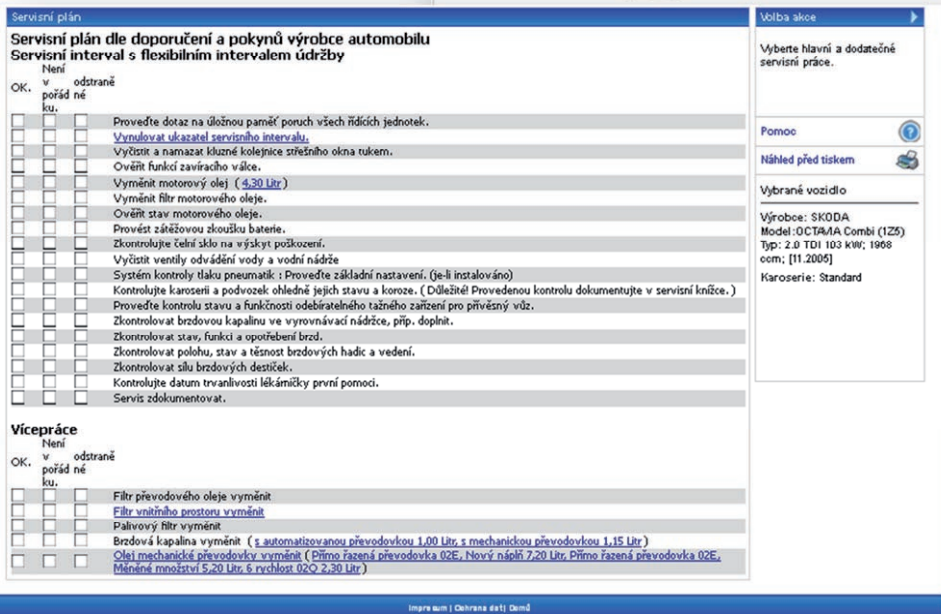 Servisní plán
Servisní plán dle doporučení a pokynů výrobce automobilu
Servisní interval s flexibilním intervalem údržby
OK.
Není
v
pořád
ku.
odstraně
né
Proveďte dotaz na úložnou paměť poruch všech řídících jednotek.
Vynulovat ukazatel servisního intervalu.
Vyčistit a namazat kluzné kolejnice střešního okna tukem.
Ověřit funkcí zavíracího válce.
Vyměnit motorový olej ( 4,30 Litr )
Vyměnit filtr motorového oleje.
Ověřit stav motorového oleje.
Provést zátěžovou zkoušku baterie.
Zkontrolujte čelní sklo na výskyt poškození.
Vyčistit ventily odvádění vody a vodní nádrže
Systém kontroly tlaku pneumatik : Proveďte základní nastavení. (je-li instalováno)
Kontrolujte karoserii a podvozek ohledně jejich stavu a koroze. ( Důležité! Provedenou kontrolu dokumentujte v servisní knížce. )
Proveďte kontrolu stavu a funkčnosti odebíratelného tažného zařízení pro přívěsný vůz.
Zkontrolovat brzdovou kapalinu ve vyrovnávací nádržce, příp. doplnit.
Zkontrolovat stav, funkci a opotřebení brzd.
Zkontrolovat polohu, stav a těsnost brzdových hadic a vedení.
Zkontrolovat sílu brzdových destiček.
Kontrolujte datum trvanlivosti lékárničky první pomoci.
Servis zdokumentovat.
Vícepráce
OK.
Není
v
pořád
ku.
odstraně
né
Filtr převodového oleje vyměnit
Filtr vnitřního prostoru vyměnit
Palivový filtr vyměnit
Brzdová kapalina vyměnit ( s automatizovanou převodovkou 1,00 Litr, s mechanickou převodovkou 1,15 Litr )
Olej mechanické převodovky vyměnit ( Přímo řazená převodovka 02E, Nový náplň 7,20 Litr, Přímo řazená převodovka 02E,
Měněné množství 5,20 Litr, 6 rychlost 02Q 2,30 Litr )
Volba akce
Vyberte hlavní a dodatečné
servisní práce.
Pomoc
Náhled před tiskem
Vybrané vozidlo
Výrobce: SKODA
Model:OCTAVIA Combi (1Z5)
Typ: 2.0 TDI 103 kW; 1968
ccm; [11.2005]
Karoserie: Standard
Impressum | Ochrana dat| Domů